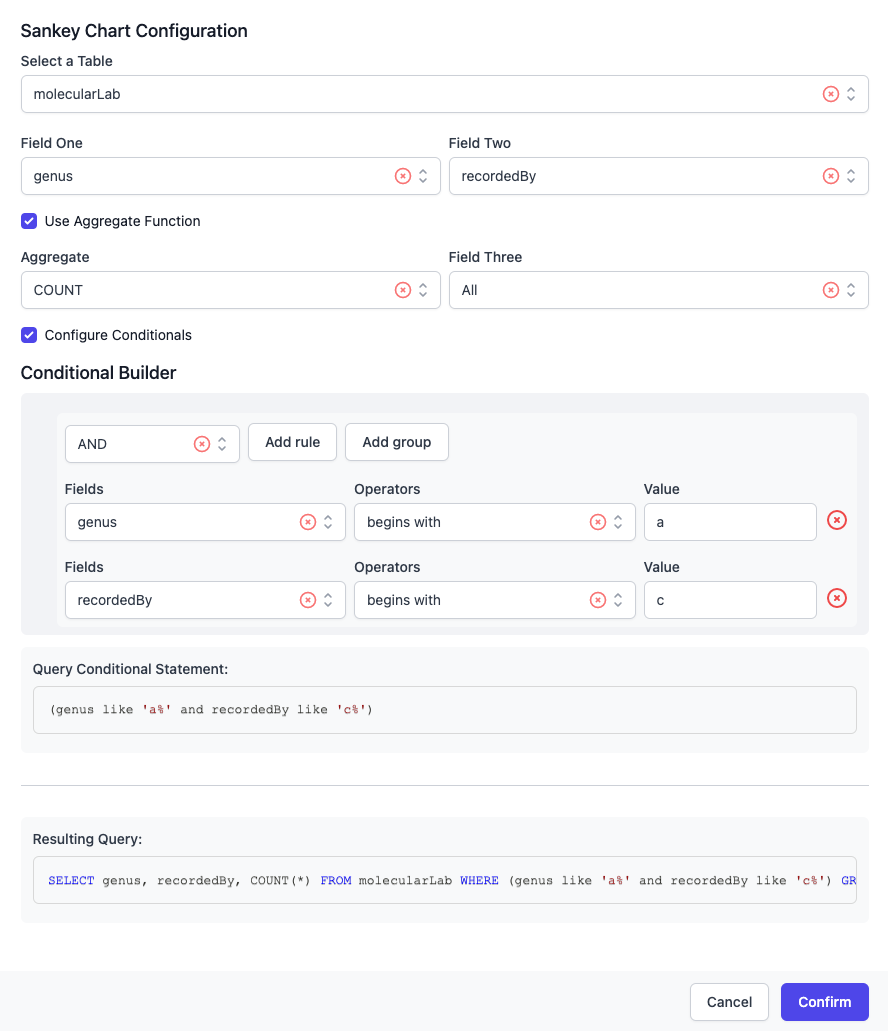 Sankey Chart Configuration
Select a Table
molecularLab
Field One
Field Two
genus
recordedBy
Use Aggregate Function
Aggregate
Field Three
COUNT
All
Configure Conditionals
Conditional Builder
AND
Add rule
Add group
Fields
Operators
Value
genus
begins with
a
Fields
Operators
Value
recordedBy
begins with
c
Query Conditional Statement:
(genus like 'a%' and recordedBy like 'c%')
Resulting Query:
SELECT genus, recordedBy, COUNT(*) FROM molecularLab WHERE (genus like 'a%' and recordedBy like 'c%') GR
Cancel
Confirm